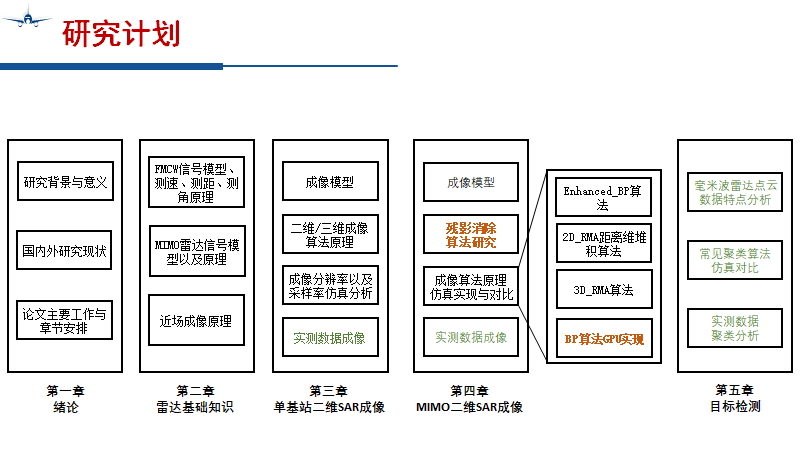 研究计划
研究背景与意义
国内外研究现状
论文主要工作与
章节安排
第一章
绪论
FMCW信号模型、
测速、测距、测
角原理
MIMO雷达信号模
型以及原理
近场成像原理
第二章
雷达基础知识
成像模型
二维/三维成像
算法原理
成像分辨率以及
采样率仿真分析
实测数据成像
第三章
单基站二维SAR成像
成像模型
残影消除
算法研究
成像算法原理
仿真实现与对比
实测数据成像
第四章
MIMO二维SAR成像
Enhanced_BP算
法
2D_RMA距离维堆
积算法
3D_RMA算法
BP算法GPU实现
毫米波雷达点云
数据特点分析
常见聚类算法
仿真对比
实测数据
聚类分析
第五章
目标检测